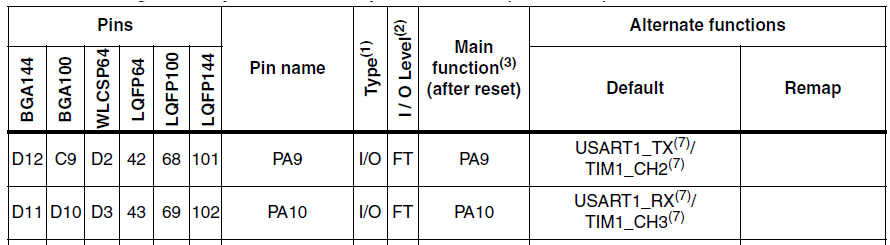 Pins
Pin name
Type(1)
I / O Level(2)
Main
function(3)
(after reset)
Alternate functions
BGA144
BGA100
WLCSP64
LQFP64
LQFP100
LQFP144
Default
Remap
D12 C9 D2 42 68 101 PA9 I/O FT PA9 USART1_TX(7)/
TIM1_CH2(7)
D11 D10 D3 43 69 102 PA10 I/O FT PA10 USART1_RX(7)/
TIM1_CH3(7)